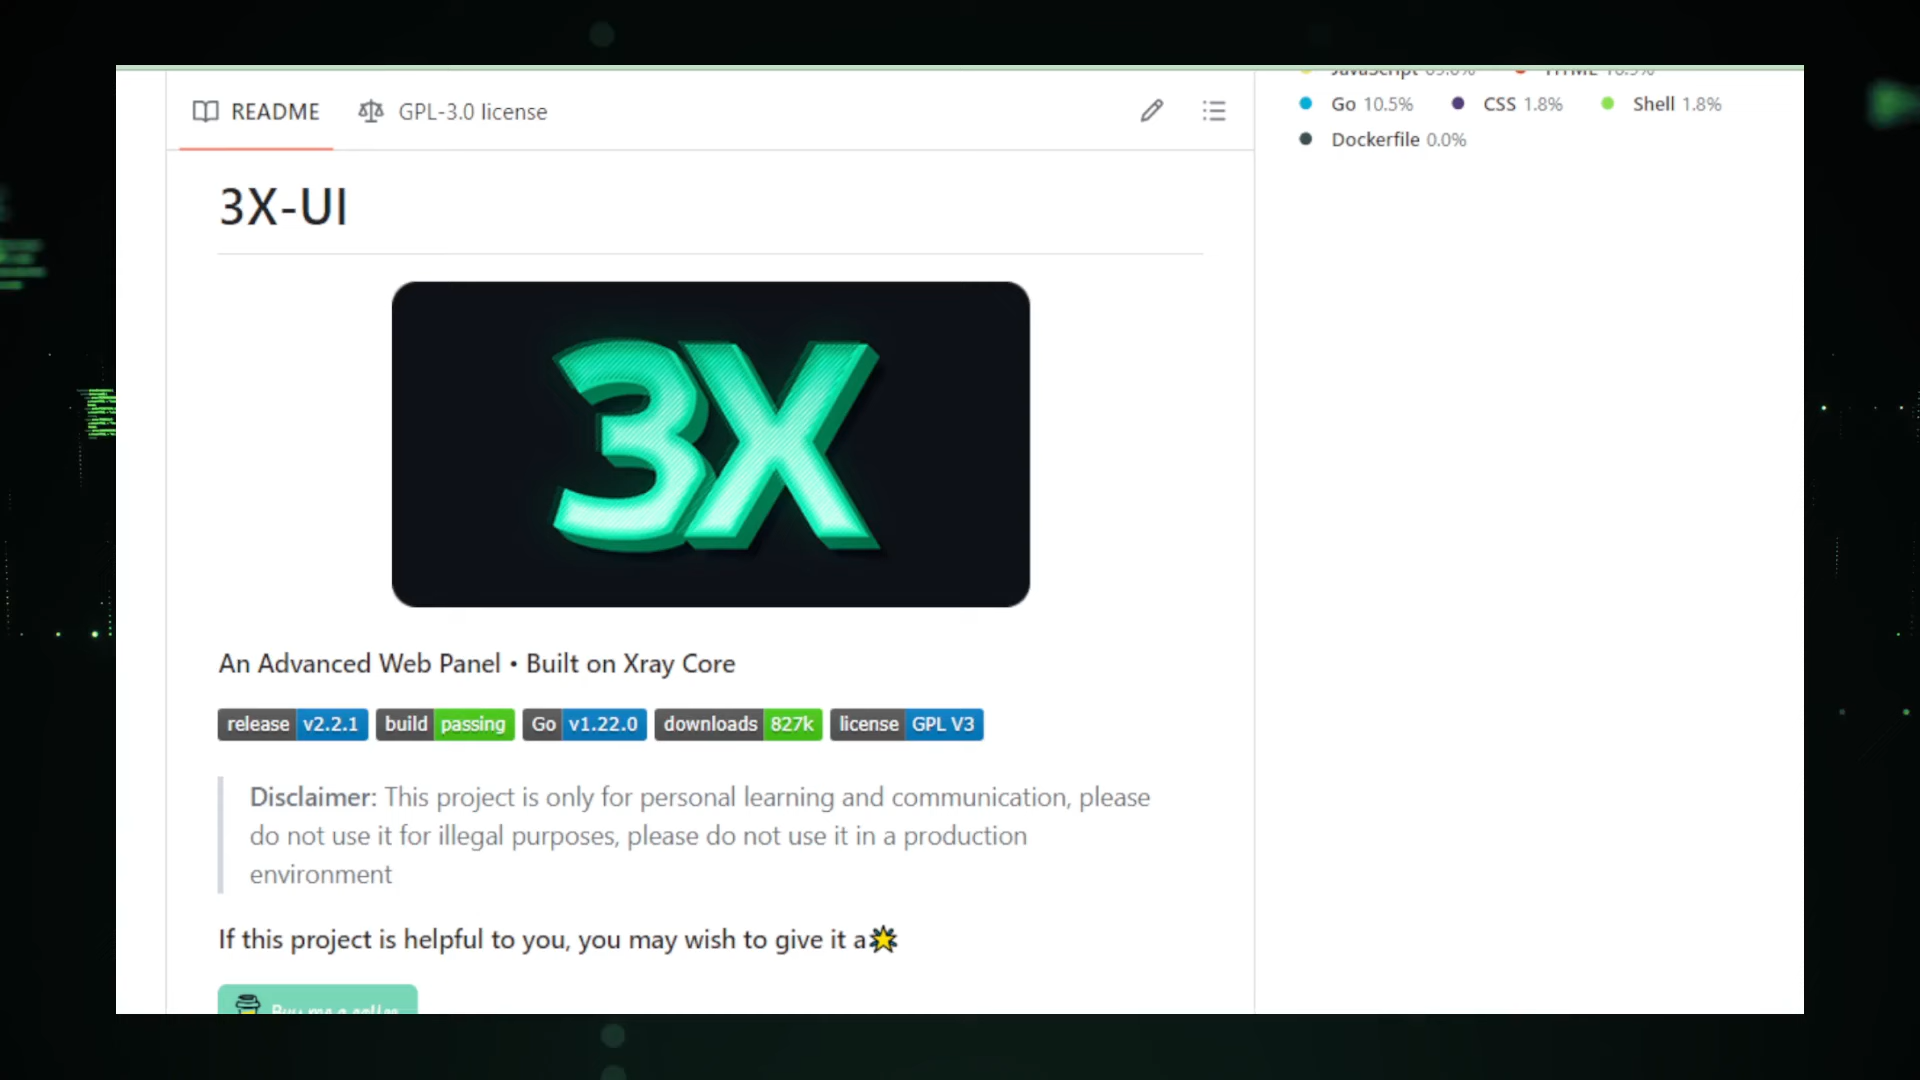 README
GPL-3.0 license
Go 10.5%
CSS 1.8%
Shell 1.8%
Dockerfile 0.0%
3X-UI
3X
An Advanced Web Panel • Built on Xray Core
release v2.2.1 build passing Go v1.22.0 downloads 827k license GPL V3
Disclaimer: This project is only for personal learning and communication, please
do not use it for illegal purposes, please do not use it in a production
environment
If this project is helpful to you, you may wish to give it a🌟
Buy me a coffee